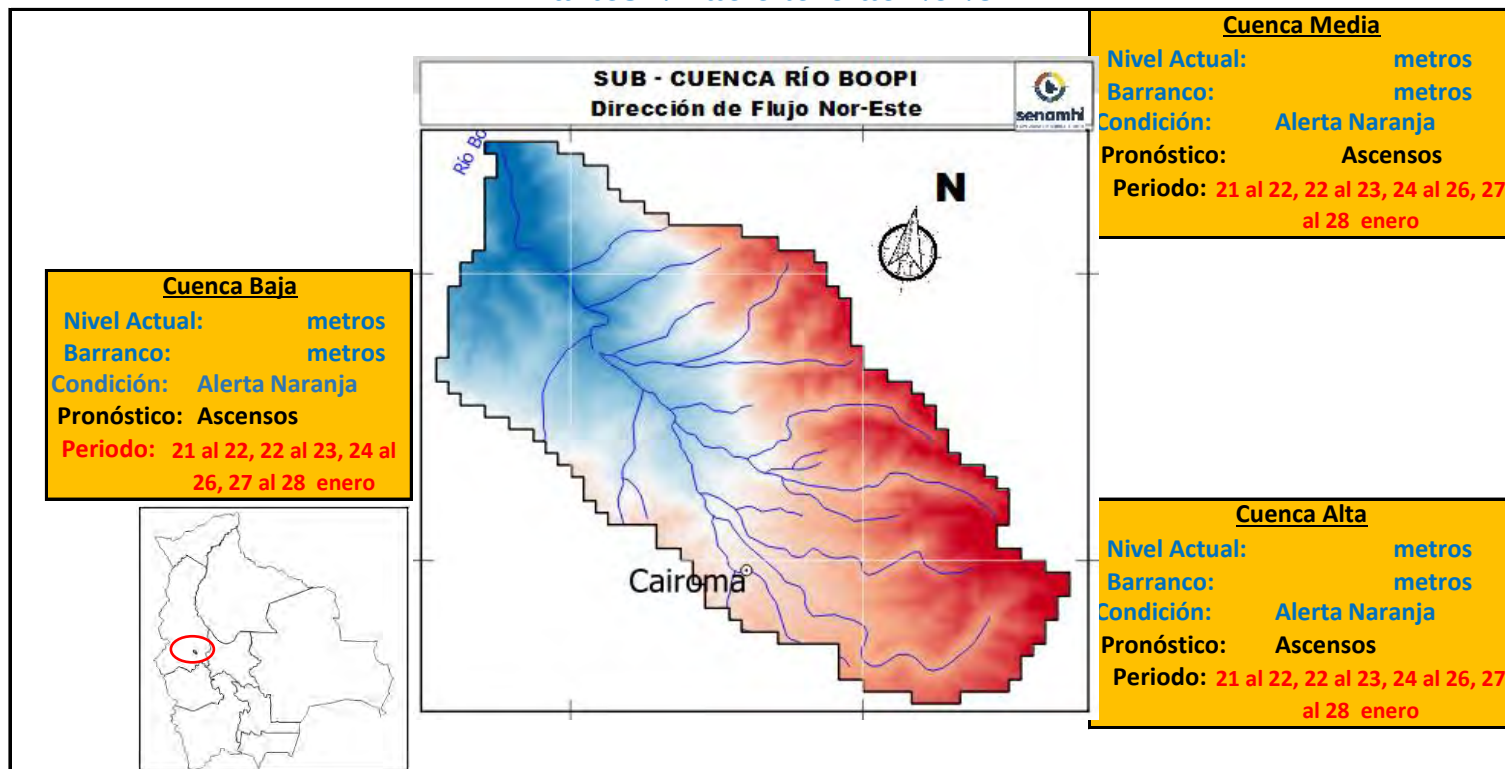 Cuenca Media
Nivel Actual: metros
Barranco: metros
Condición: Alerta Naranja
Pronóstico: Ascensos
Periodo: 21 al 22, 22 al 23, 24 al 26, 27
al 28 enero
SUB - CUENCA RÍO BOOPI
Dirección de Flujo Nor-Este
senamhi
Río Bo
N
Cuenca Baja
Nivel Actual: metros
Barranco: metros
Condición: Alerta Naranja
Pronóstico: Ascensos
Periodo: 21 al 22, 22 al 23, 24 al
26, 27 al 28 enero
Cairoma
Cuenca Alta
Nivel Actual: metros
Barranco: metros
Condición: Alerta Naranja
Pronóstico: Ascensos
Periodo: 21 al 22, 22 al 23, 24 al 26, 27
al 28 enero